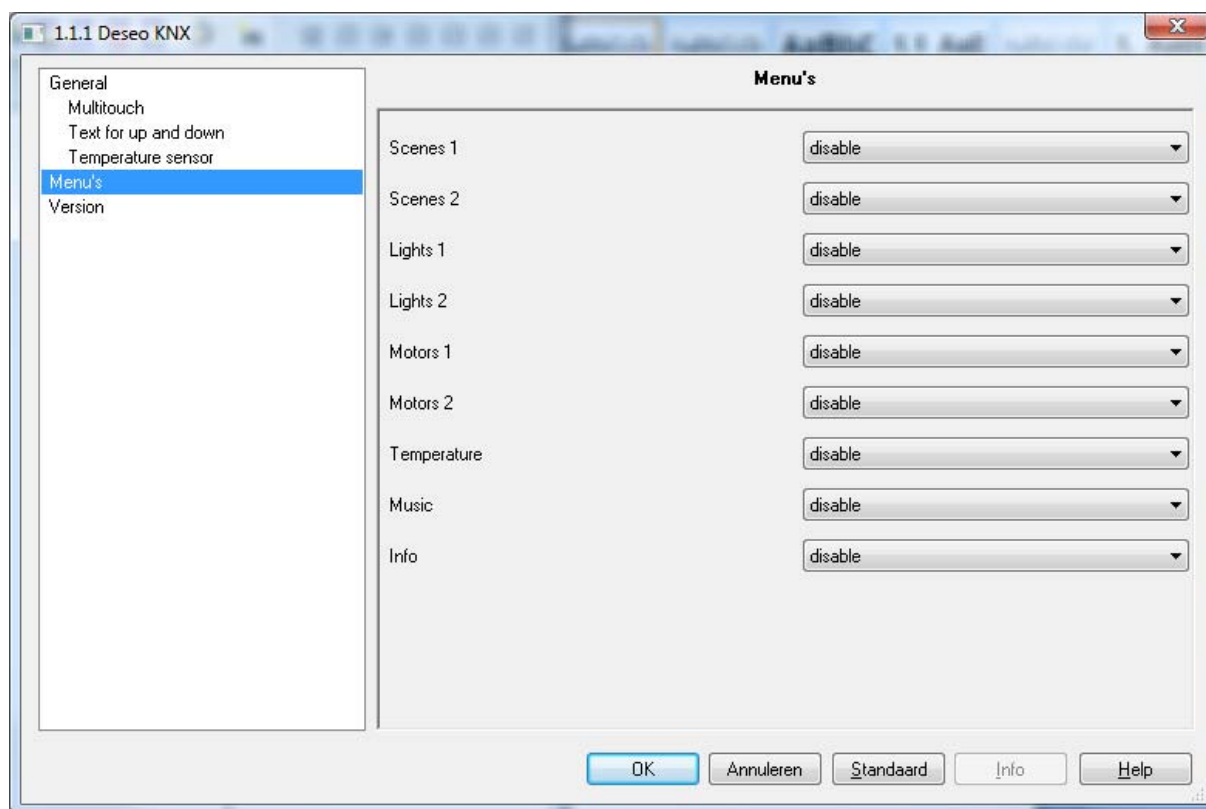 1.1.1 Deseo KNX
General
Multitouch
Text for up and down
Temperature sensor
Menu's
Version
Menu's
Scenes 1 disable
Scenes 2 disable
Lights 1 disable
Lights 2 disable
Motors 1 disable
Motors 2 disable
Temperature disable
Music disable
Info disable
OK Annuleren Standaard Info Help